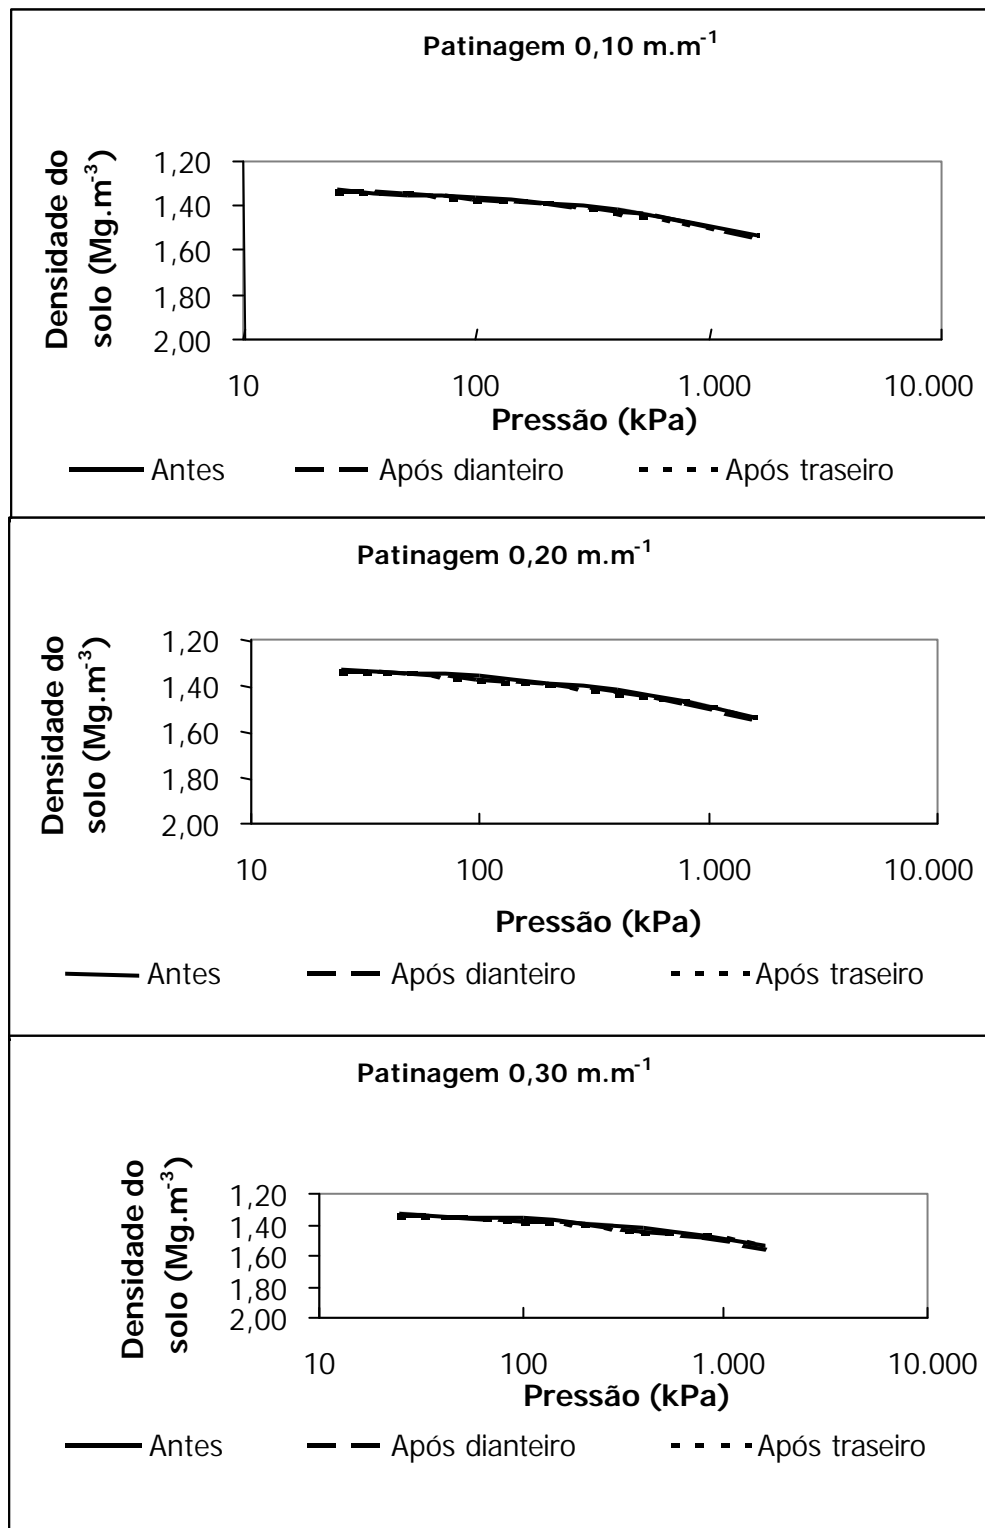 Patinagem 0,10 m.m-1
Densidade do
solo (Mg.m-3)
1,20
1,40
1,60
1,80
2,00
10 100 1.000 10.000
Pressão (kPa)
Antes Após dianteiro Após traseiro
Patinagem 0,20 m.m-1
Densidade do
solo (Mg.m-3)
1,20
1,40
1,60
1,80
2,00
10 100 1.000 10.000
Pressão (kPa)
Antes Após dianteiro Após traseiro
Patinagem 0,30 m.m-1
Densidade do
solo (Mg.m-3)
1,20
1,40
1,60
1,80
2,00
10 100 1.000 10.000
Pressão (kPa)
Antes Após dianteiro Após traseiro